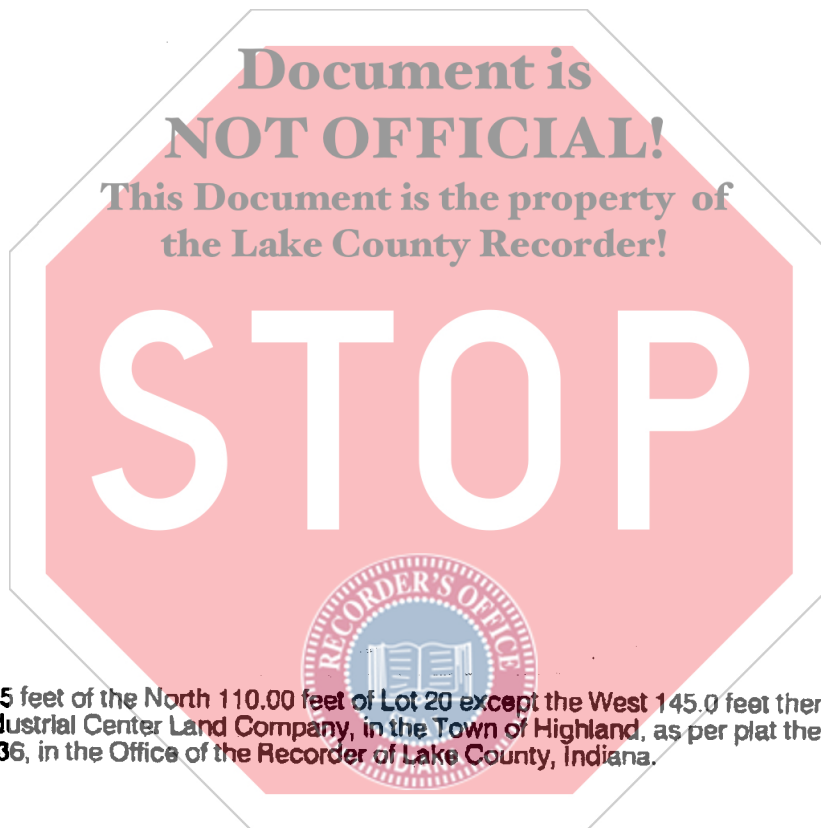 Document is
NOT OFFICIAL!
This Document is the property of
the Lake County Recorder!
STOP
RECORDER'S OFFICE
5 feet of the North 110.00 feet of Lot 20 except the West 145.0 feet ther
dustrial Center Land Company, in the Town of Highland, as per plat the
36, in the Office of the Recorder of Lake County, Indiana.
INDIANA